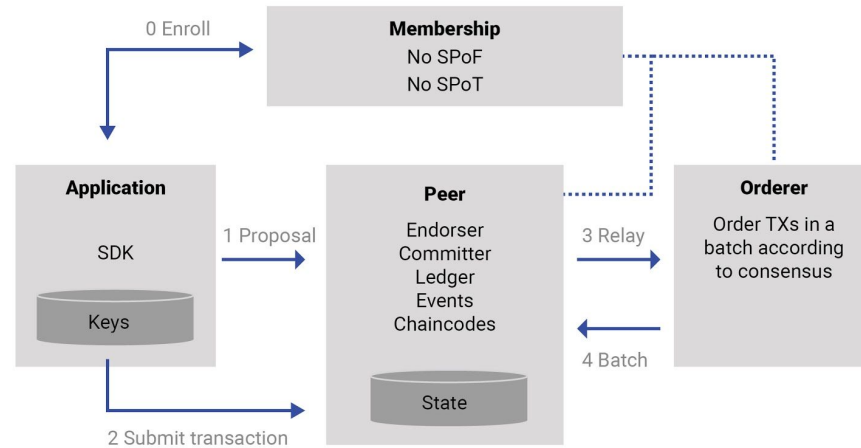 0 Enroll
Membership
No SPoF
No SPoT
Application
SDK
Keys
1 Proposal
2 Submit transaction
Peer
Endorser
Committer
Ledger
Events
Chaincodes
State
3 Relay
4 Batch
Orderer
Order TXs in a
batch according
to consensus